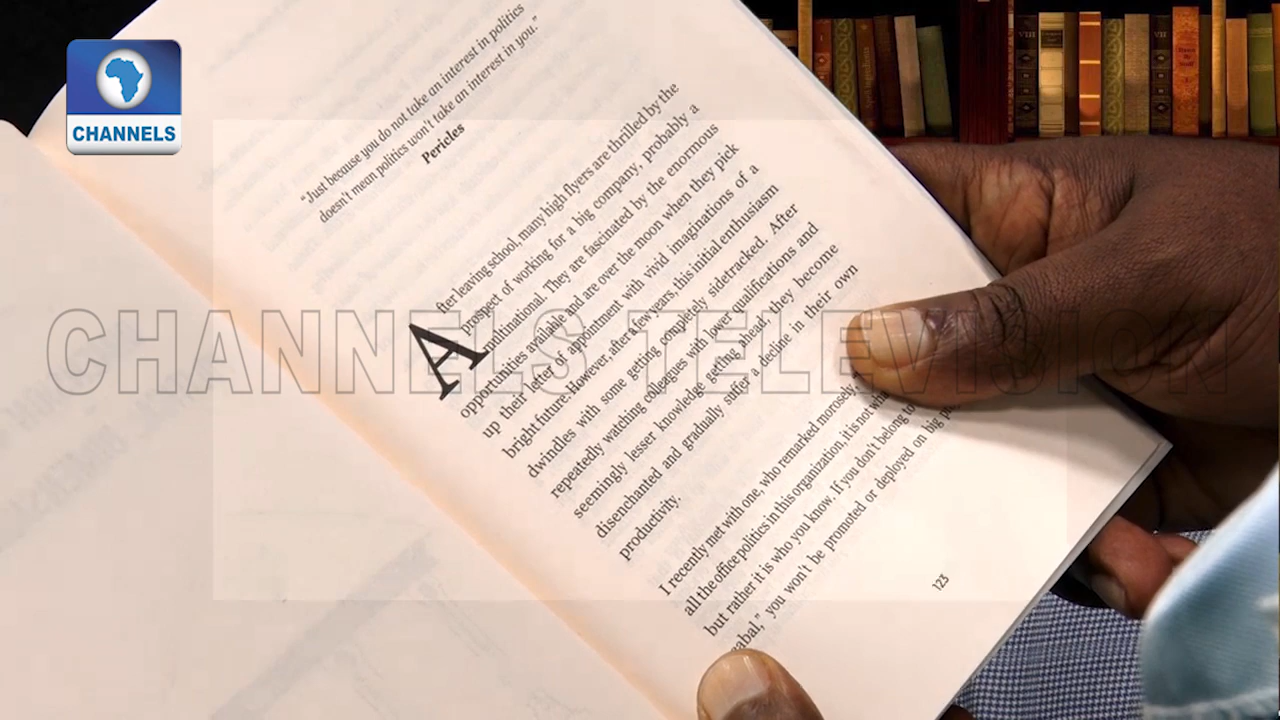 CHANNELS
"Just because you do not take an interest in politics
doesn't mean politics won't take an interest in you."
Pericles
After leaving school, many high flyers are thrilled by the
prospect of working for a big company, probably a
multinational. They are fascinated by the enormous
opportunities available and are over the moon when they pick
up their letter of appointment with vivid imaginations of a
bright future. However, after a few years, this initial enthusiasm
dwindles with some getting completely sidetracked. After
repeatedly watching colleagues with lower qualifications and
seemingly lesser knowledge getting ahead, they become
disenchanted and gradually suffer a decline in their own
productivity.
I recently met with one, who remarked morosely,
all the office politics in this organization, it is not
but rather it is who you know. If you don't belong to
cabal," you won't be promoted or deployed on big
123
CHANNELS TELEVISION
VIII
VII